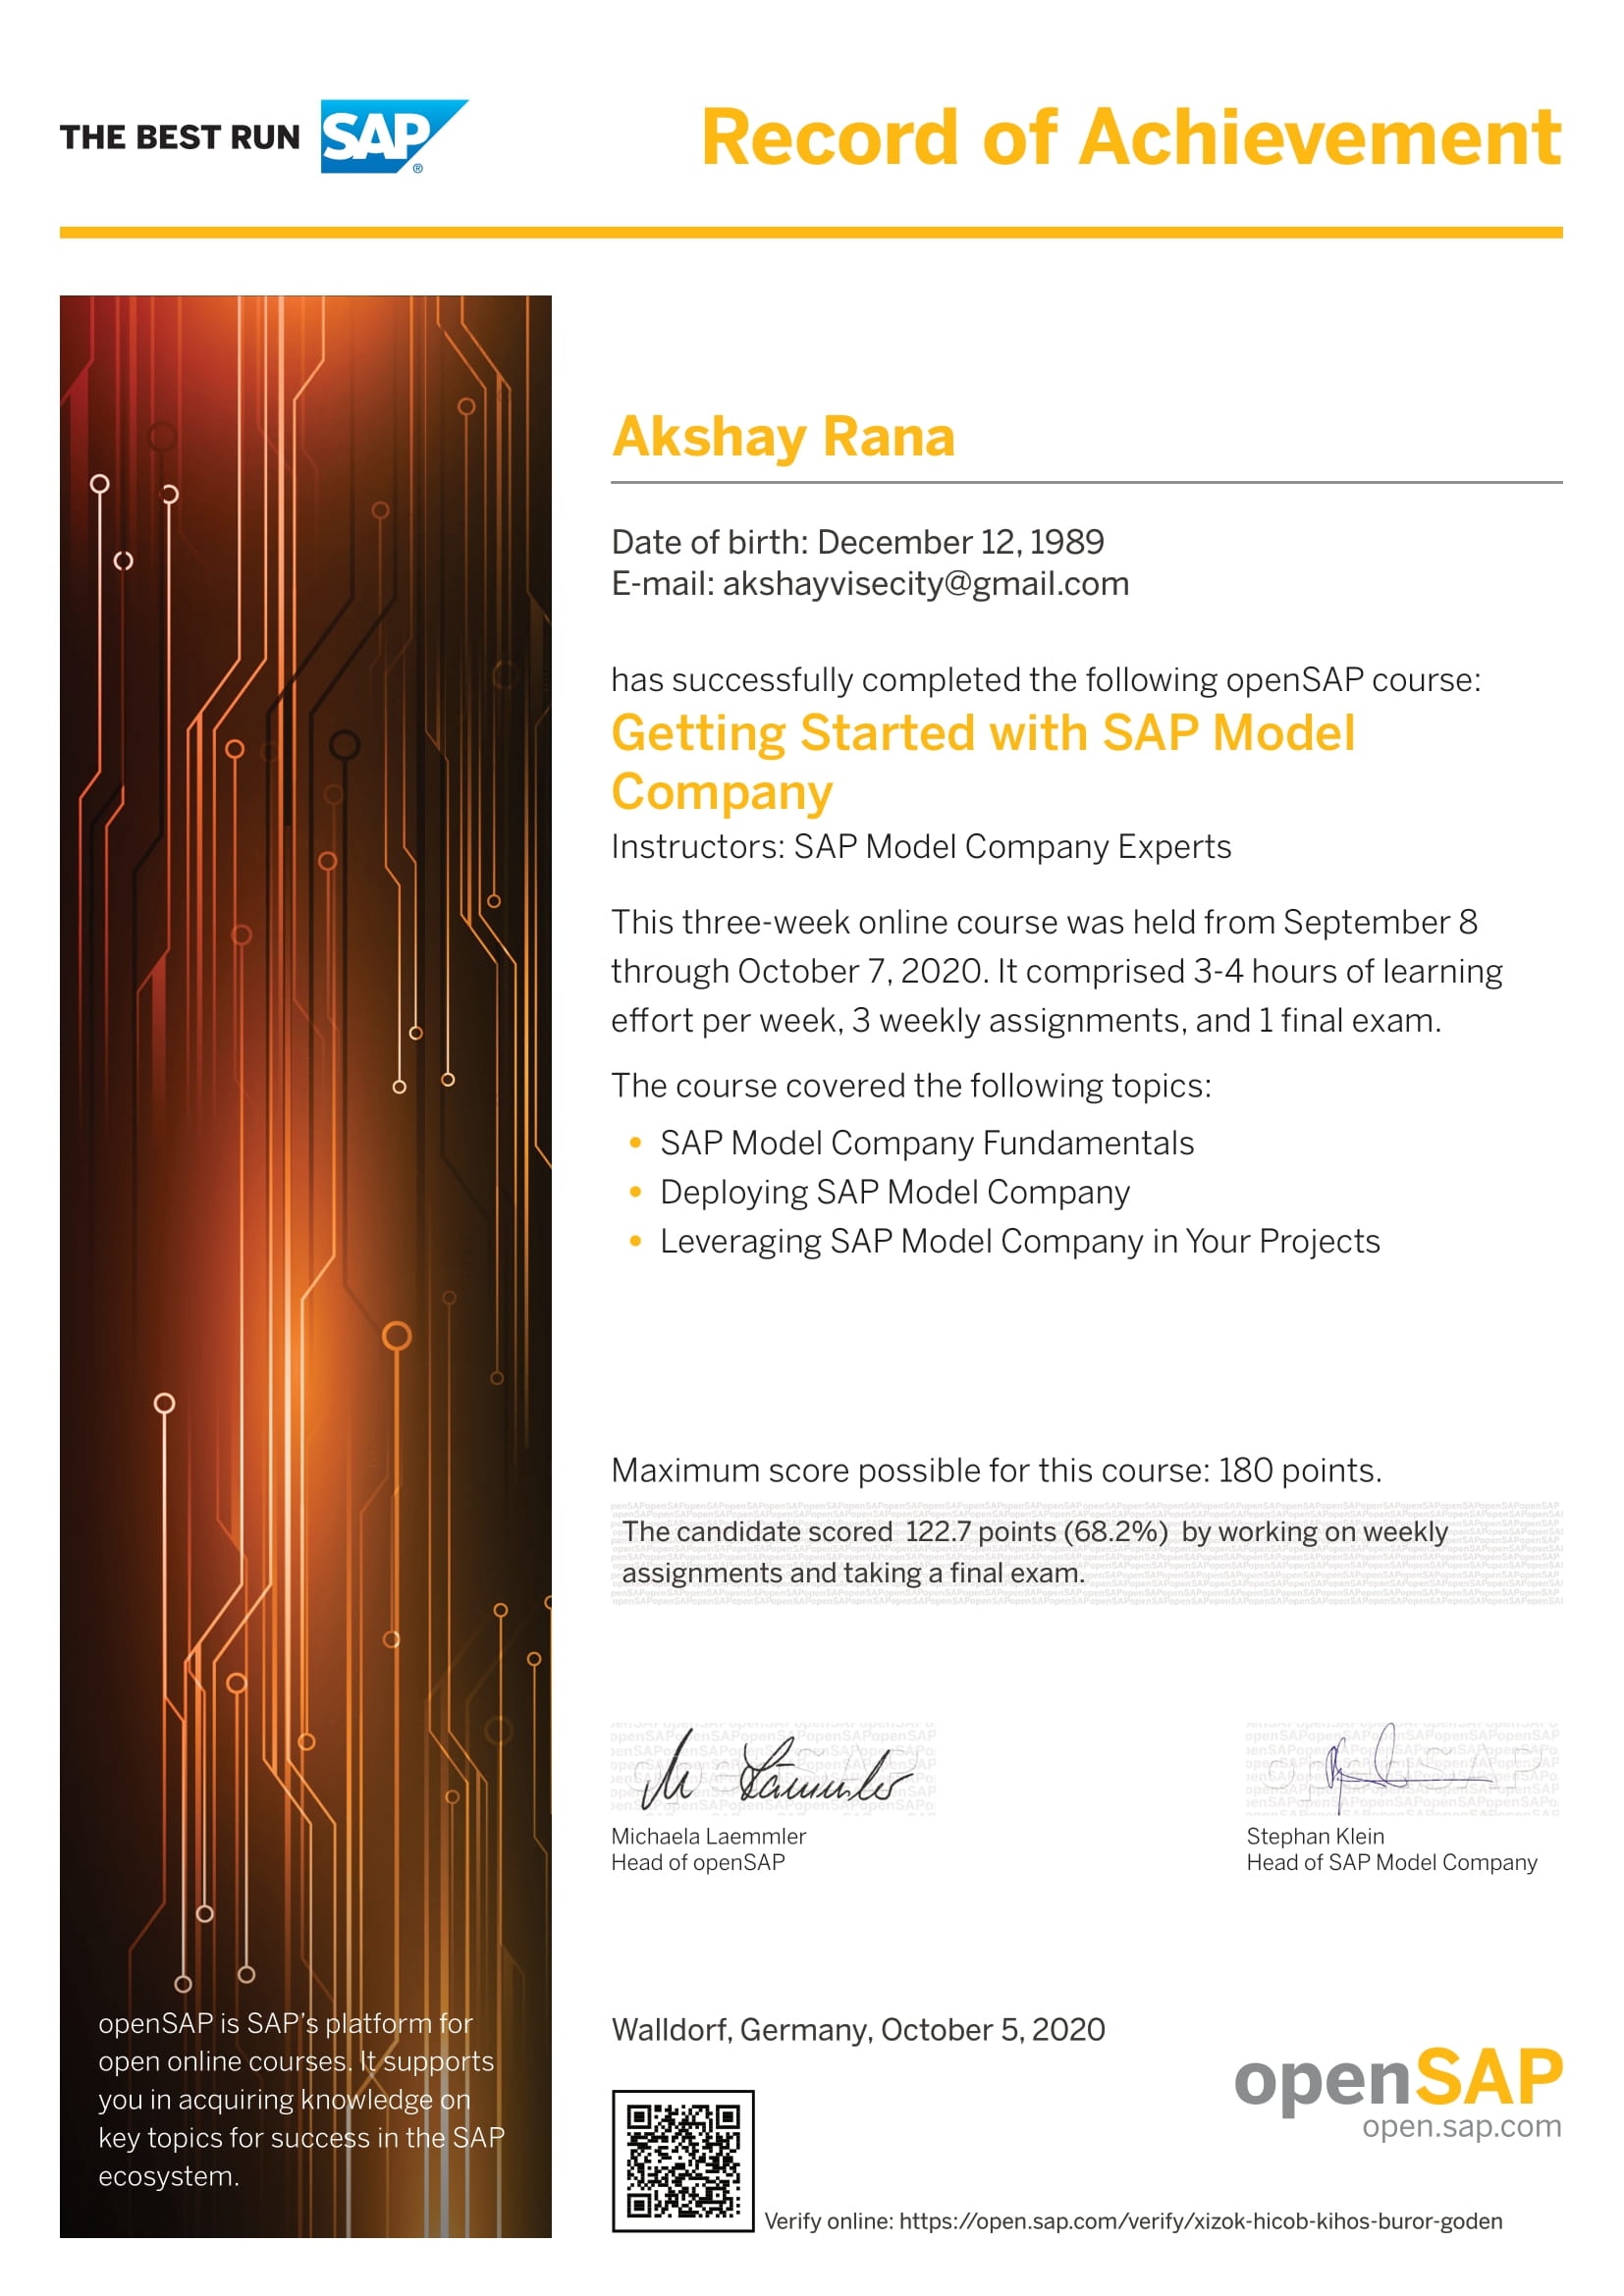 THE BEST RUN SAP®
Record of Achievement
Akshay Rana
Date of birth: December 12, 1989
E-mail: akshayvisecity@gmail.com
has successfully completed the following openSAP course:
Getting Started with SAP Model
Company
Instructors: SAP Model Company Experts
This three-week online course was held from September 8
through October 7, 2020. It comprised 3-4 hours of learning
effort per week, 3 weekly assignments, and 1 final exam.
The course covered the following topics:
• SAP Model Company Fundamentals
• Deploying SAP Model Company
• Leveraging SAP Model Company in Your Projects
Maximum score possible for this course: 180 points.
The candidate scored 122.7 points (68.2%) by working on weekly
assignments and taking a final exam.
M Lämmler
Michaela Laemmler
Head of openSAP
Stephan Klein
Head of SAP Model Company
openSAP is SAP's platform for
open online courses. It supports
you in acquiring knowledge on
key topics for success in the SAP
ecosystem.
Walldorf, Germany, October 5, 2020
openSAP
open.sap.com
Verify online: https://open.sap.com/verify/xizok-hicob-kihos-buror-goden